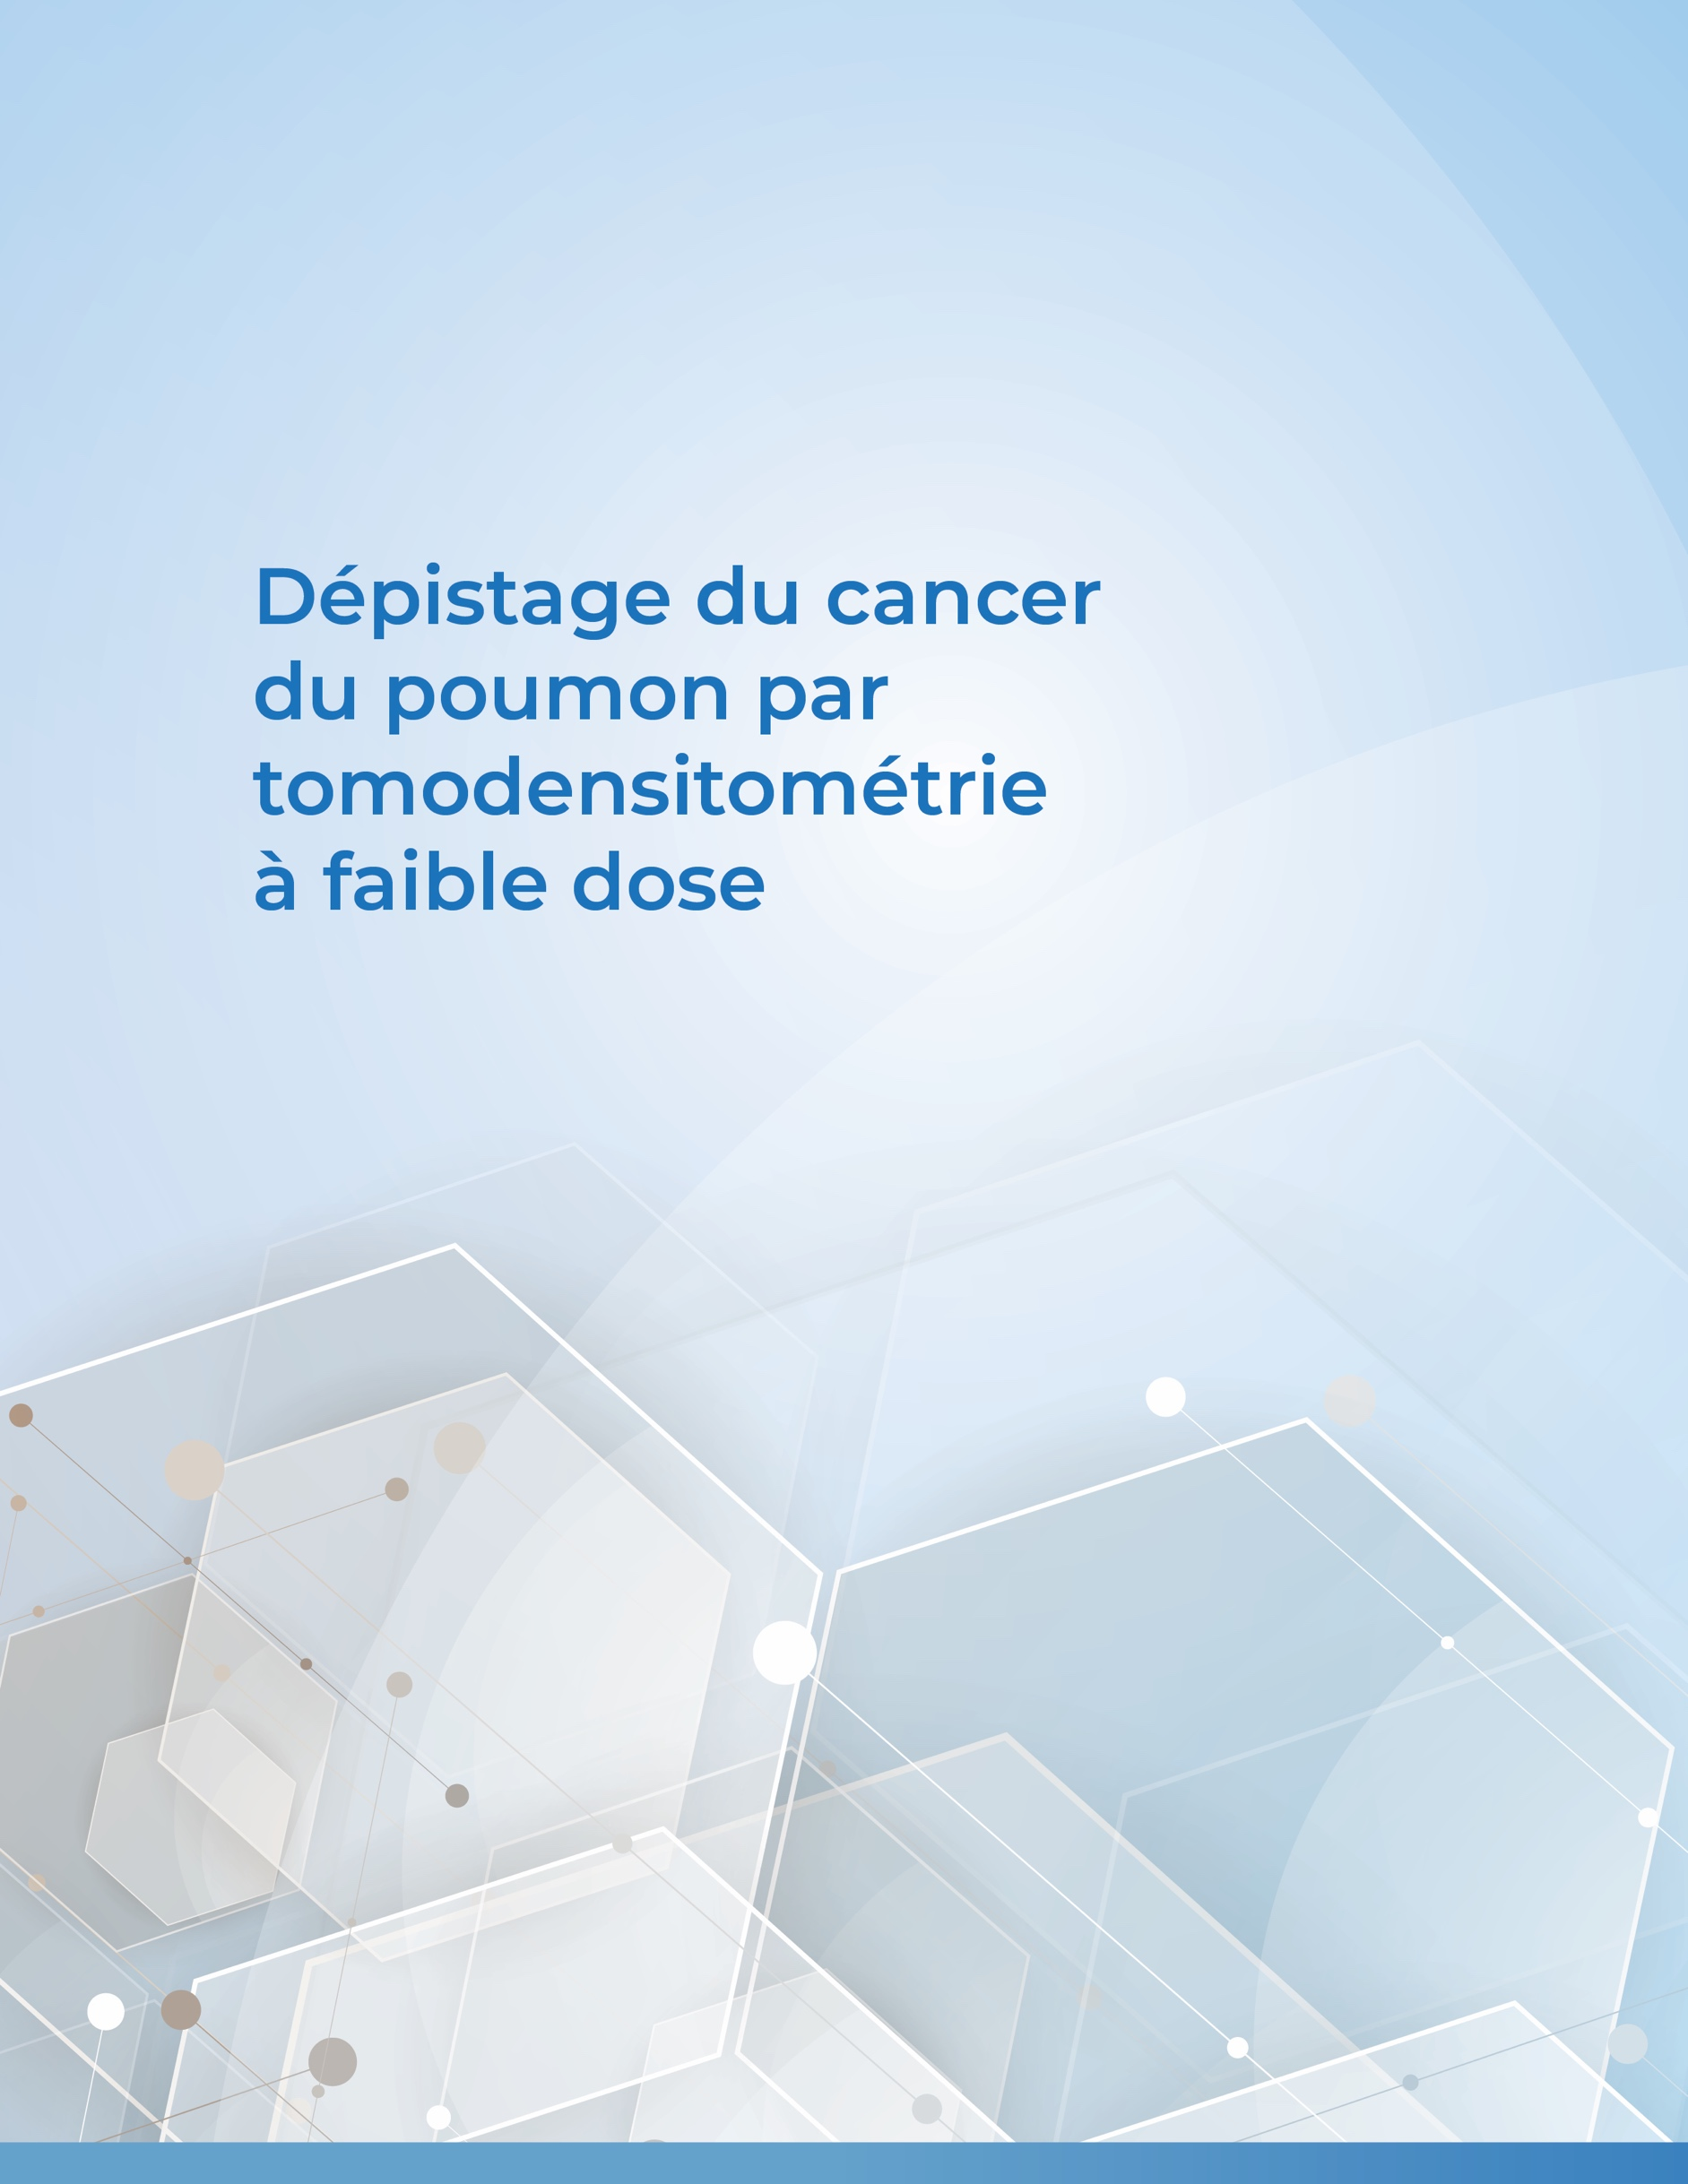 Dépistage du cancer
du poumon par
tomodensitométrie
à faible dose